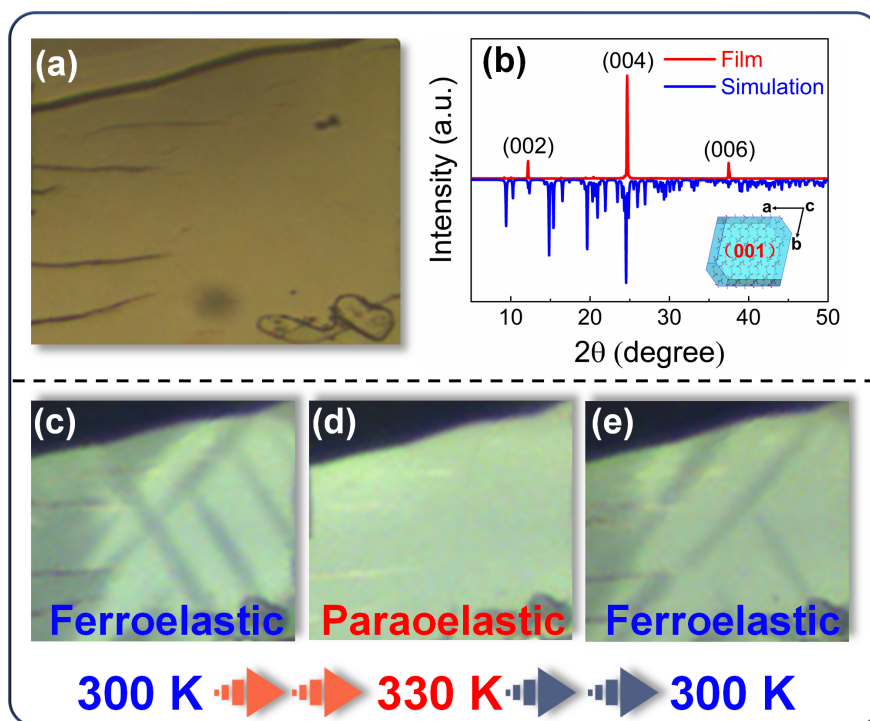 (a)
(b)
Film
Simulation
(004)
(002)
(006)
Intensity (a.u.)
a
c
b
(001)
10 20 30 40 50
2θ (degree)
(c)
(d)
(e)
Ferroelastic
Paraoelastic
Ferroelastic
300 K
330 K
300 K